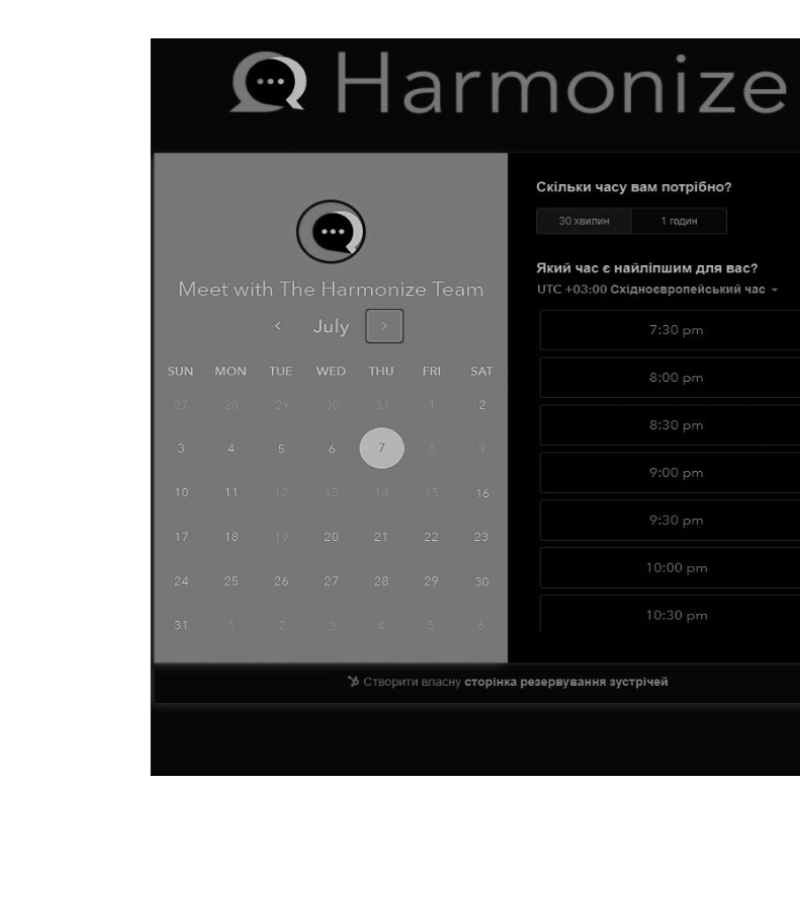 Harmonize
Meet with The Harmonize Team
< July >
SUN MON TUE WED THU FRI SAT
27 28 29 30 31 1 2
3 4 5 6 7 8 9
10 11 12 13 14 15 16
17 18 19 20 21 22 23
24 25 26 27 28 29 30
31 1 2 3 4 5 6
Скільки часу вам потрібно?
30 хвилин 1 годин
Який час є найліпшим для вас?
UTC +03:00 Східноєвропейський час
7:30 pm
8:00 pm
8:30 pm
9:00 pm
9:30 pm
10:00 pm
10:30 pm
Створити власну сторінка резервування зустрічей